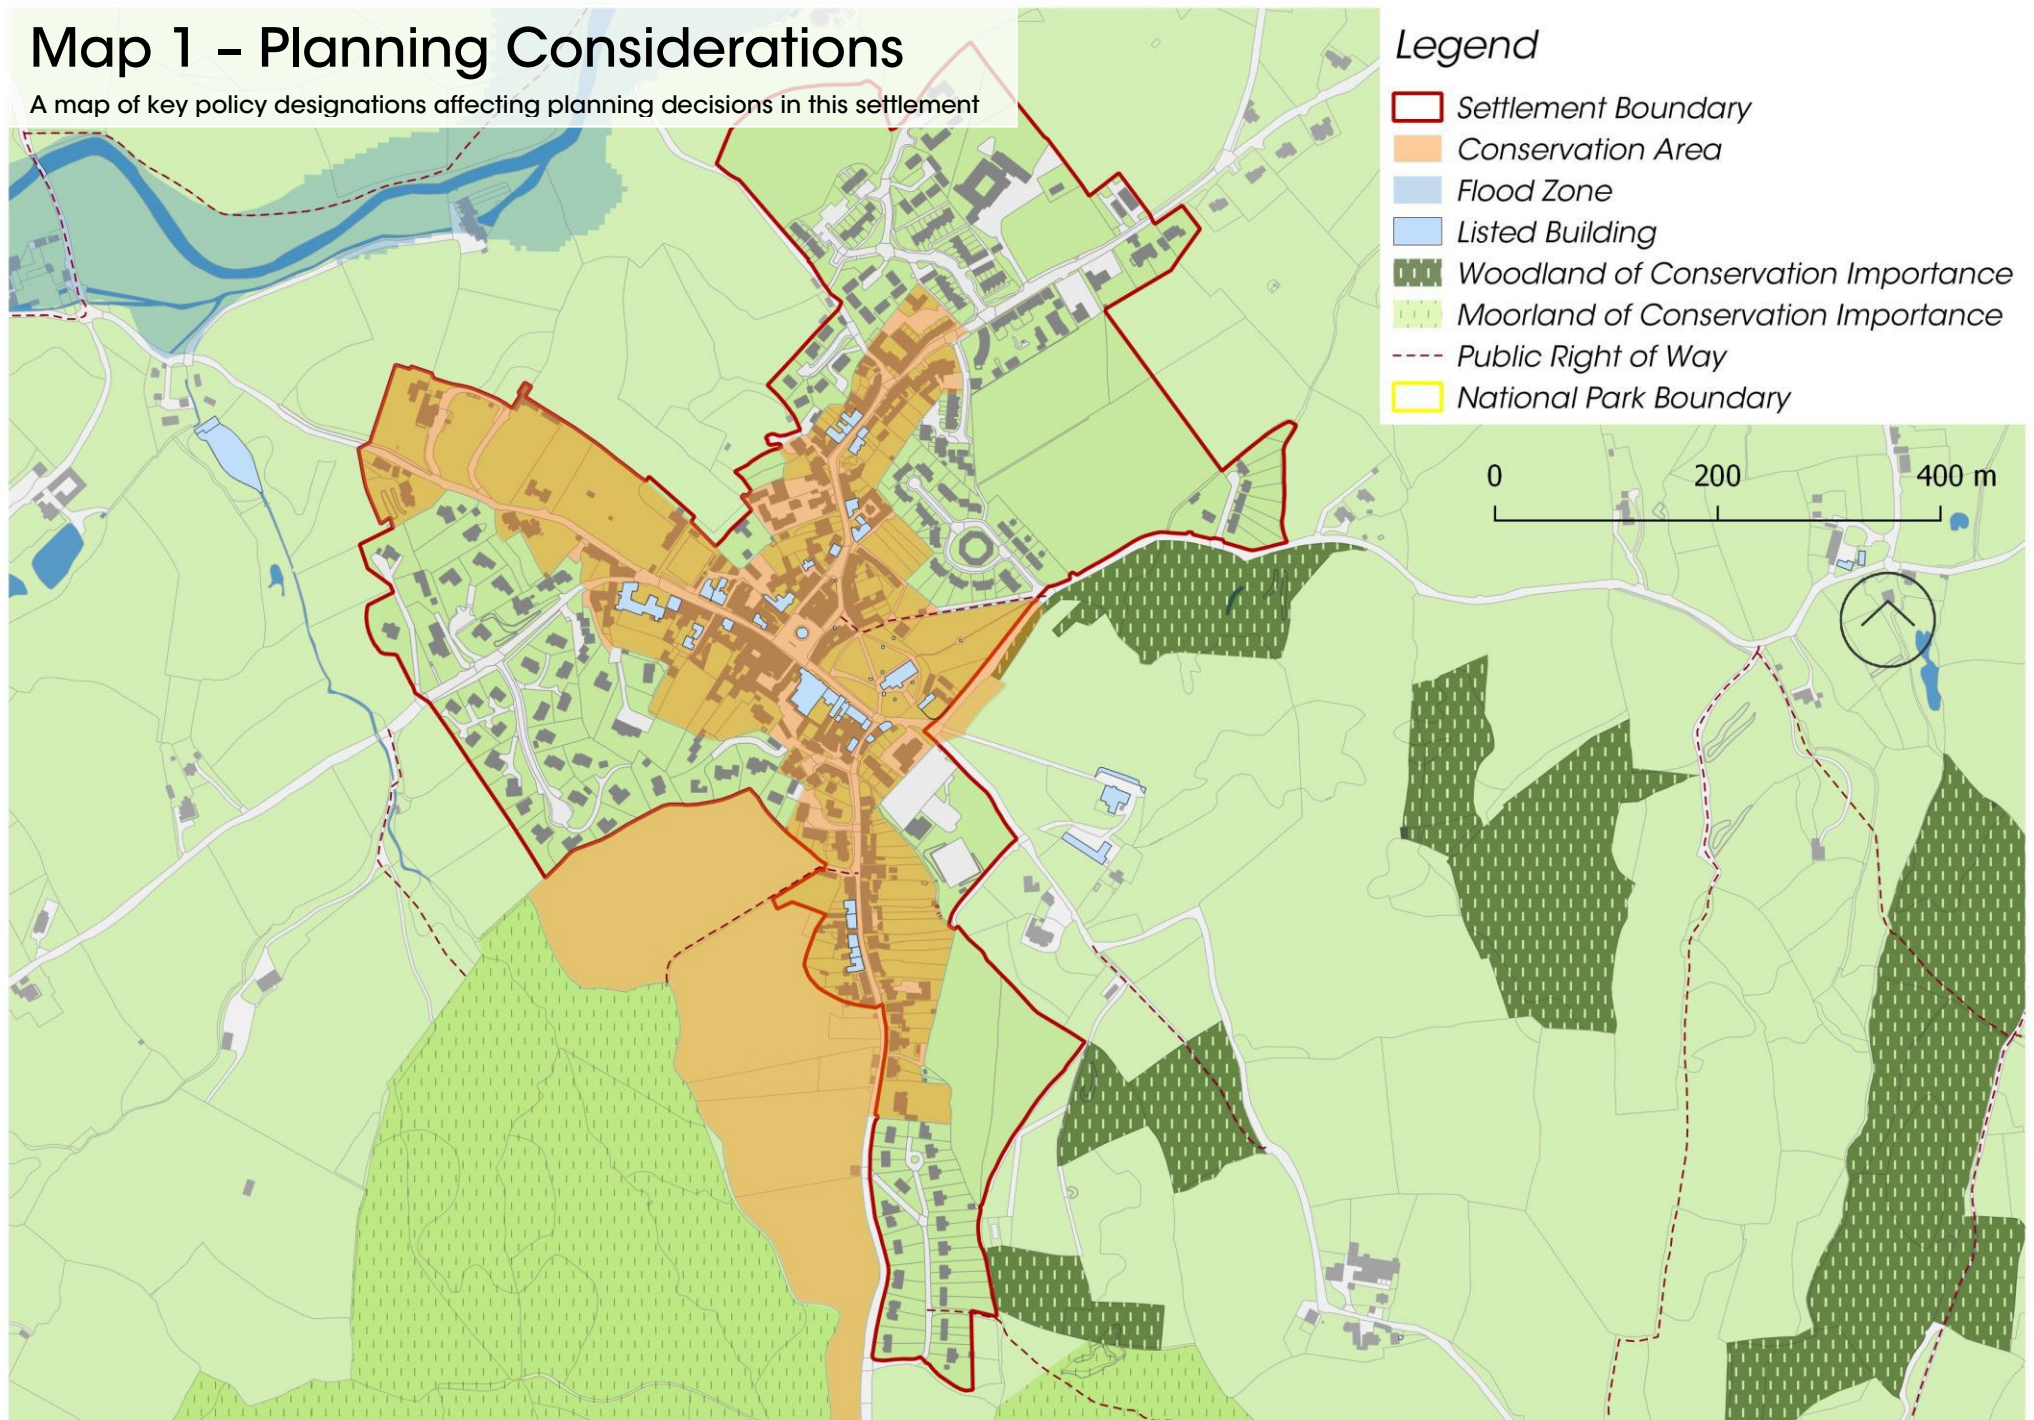 Map 1 – Planning Considerations
A map of key policy designations affecting planning decisions in this settlement
Legend
Settlement Boundary
Conservation Area
Flood Zone
Listed Building
Woodland of Conservation Importance
Moorland of Conservation Importance
Public Right of Way
National Park Boundary
0 200 400 m